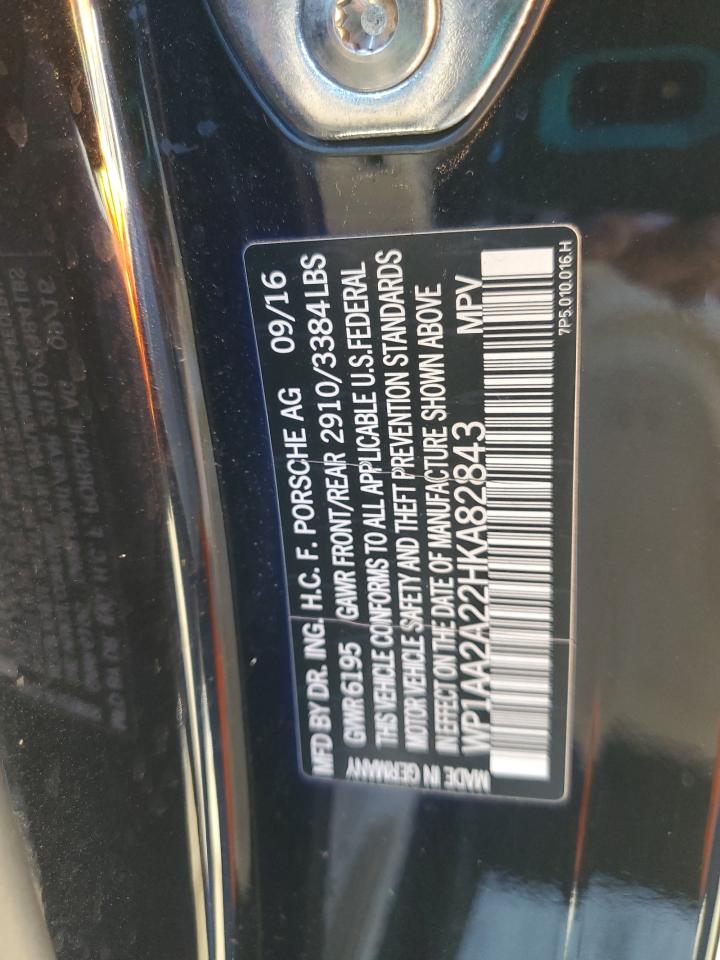 MFD BY DR. ING. H.C. F. PORSCHE AG 09/16
GVWR 6195 GAWR FRONT/REAR 2910/3384 LBS
THIS VEHICLE CONFORMS TO ALL APPLICABLE U.S. FEDERAL
MOTOR VEHICLE SAFETY AND THEFT PREVENTION STANDARDS
IN EFFECT ON THE DATE OF MANUFACTURE SHOWN ABOVE
WP1AA2A22HKA82843 MPV
MADE IN GERMANY
7P5.010.016.H